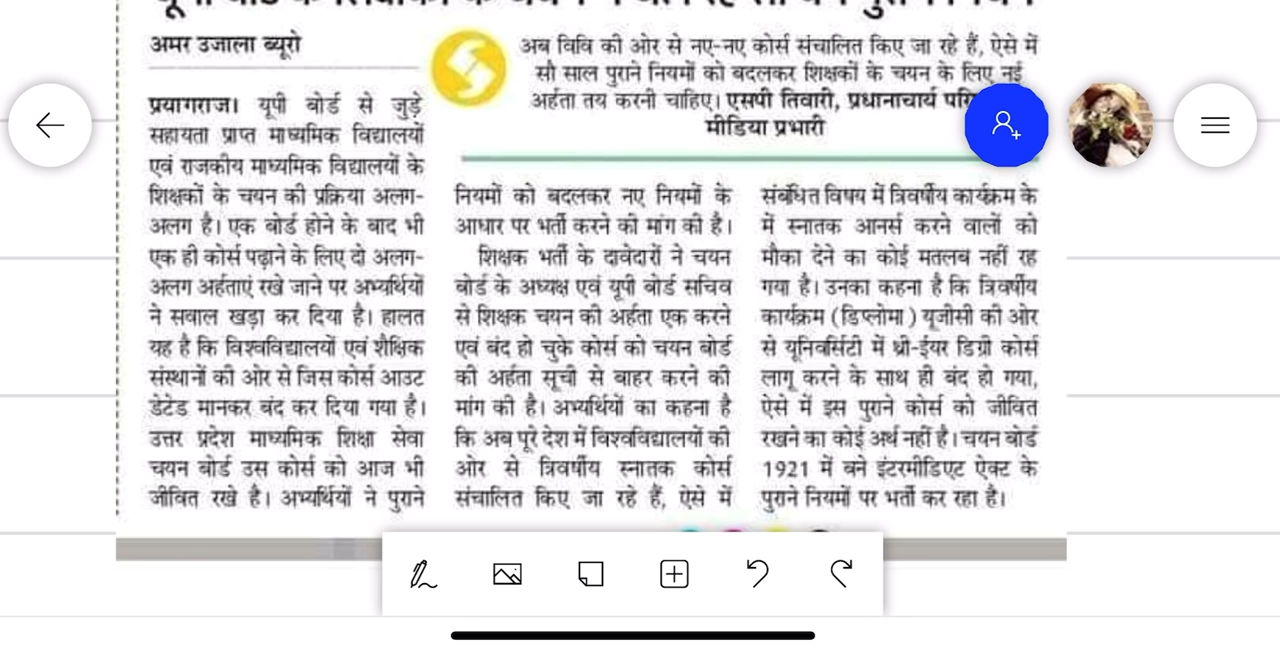 अमर उजाला ब्यूरो
अब विवि की ओर से नए-नए कोर्स संचालित किए जा रहे हैं, ऐसे में
सौ साल पुराने नियमों को बदलकर शिक्षकों के चयन के लिए नई
अर्हता तय करनी चाहिए। एसपी तिवारी, प्रधानाचार्य
मीडिया प्रभारी
प्रयागराज। यूपी बोर्ड से जुड़े
सहायता प्राप्त माध्यमिक विद्यालयों
एवं राजकीय माध्यमिक विद्यालयों के
शिक्षकों के चयन की प्रक्रिया अलग-
अलग है। एक बोर्ड होने के बाद भी
एक ही कोर्स पढ़ाने के लिए दो अलग-
अलग अर्हताएं रखे जाने पर अभ्यर्थियों
ने सवाल खड़ा कर दिया है। हालत
यह है कि विश्वविद्यालयों एवं शैक्षिक
संस्थानों की ओर से जिस कोर्स आउट
डेटेड मानकर बंद कर दिया गया है।
उत्तर प्रदेश माध्यमिक शिक्षा सेवा
चयन बोर्ड उस कोर्स को आज भी
जीवित रखे है। अभ्यर्थियों ने पुराने
नियमों को बदलकर नए नियमों के
आधार पर भर्ती करने की मांग की है।
शिक्षक भर्ती के दावेदारों ने चयन
बोर्ड के अध्यक्ष एवं यूपी बोर्ड सचिव
से शिक्षक चयन की अर्हता एक करने
एवं बंद हो चुके कोर्स को चयन बोर्ड
की अर्हता सूची से बाहर करने की
मांग की है। अभ्यर्थियों का कहना है
कि अब पूरे देश में विश्वविद्यालयों की
ओर से त्रिवर्षीय स्नातक कोर्स
संचालित किए जा रहे हैं, ऐसे में
संबंधित विषय में त्रिवर्षीय कार्यक्रम के
में स्नातक आनर्स करने वालों को
मौका देने का कोई मतलब नहीं रह
गया है। उनका कहना है कि त्रिवर्षीय
कार्यक्रम (डिप्लोमा) यूजीसी की ओर
से यूनिवर्सिटी में थ्री-ईयर डिग्री कोर्स
लागू करने के साथ ही बंद हो गया,
ऐसे में इस पुराने कोर्स को जीवित
रखने का कोई अर्थ नहीं है। चयन बोर्ड
1921 में बने इंटरमीडिएट ऐक्ट के
पुराने नियमों पर भर्ती कर रहा है।